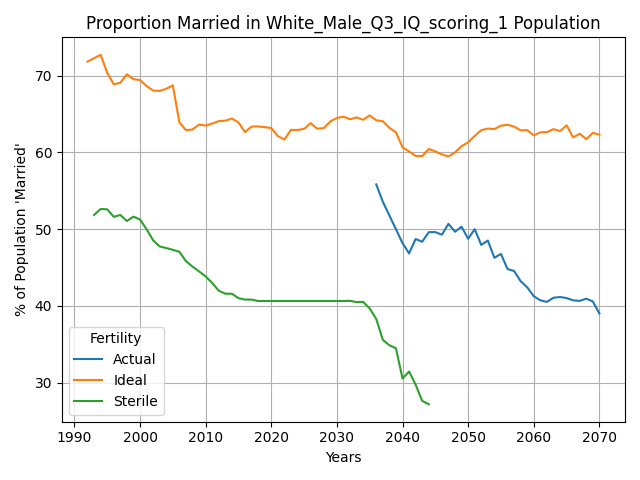 Proportion Married in White_Male_Q3_IQ_scoring_1 Population
% of Population 'Married'
70
60
50
40
30
Fertility
Actual
Ideal
Sterile
1990 2000 2010 2020 2030 2040 2050 2060 2070
Years